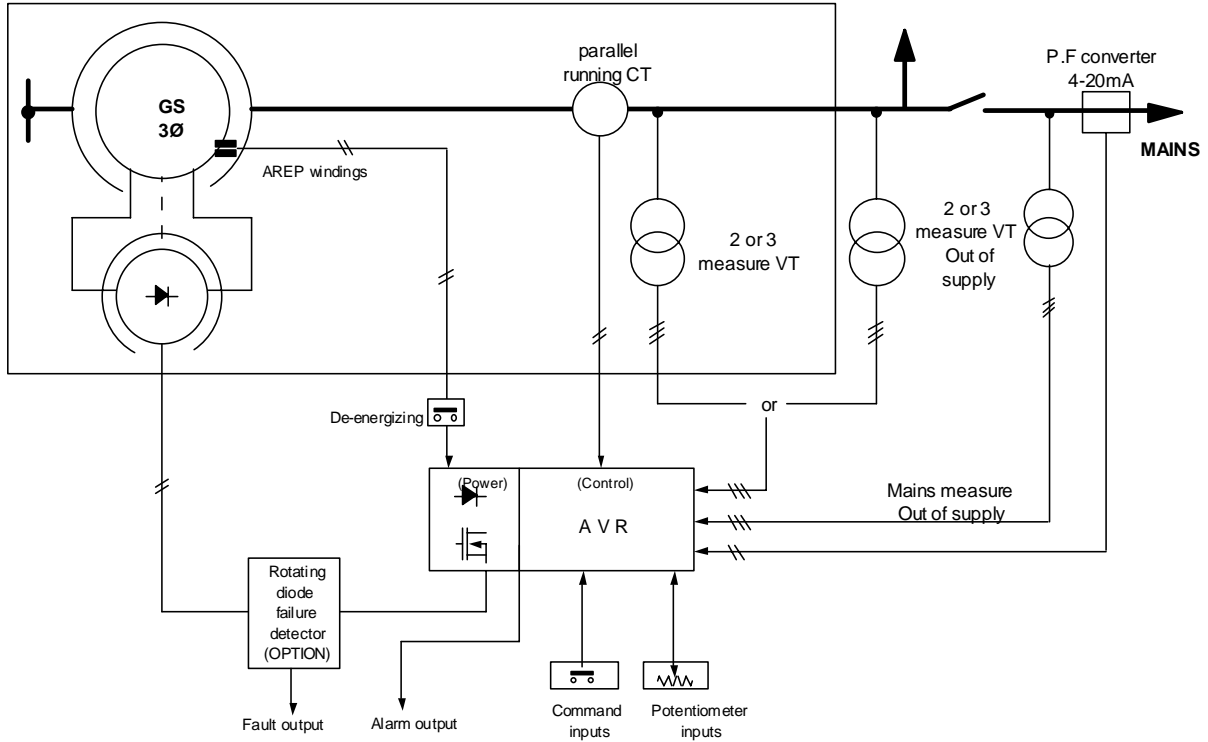 parallel
running CT
P.F converter
4-20mA
GS
3Ø
MAINS
AREP windings
2 or 3
measure VT
2 or 3
measure VT
Out of
supply
or
De-energizing
(Power)
(Control)
A V R
Mains measure
Out of supply
Rotating
diode
failure
detector
(OPTION)
Fault output
Alarm output
Command
inputs
Potentiometer
inputs